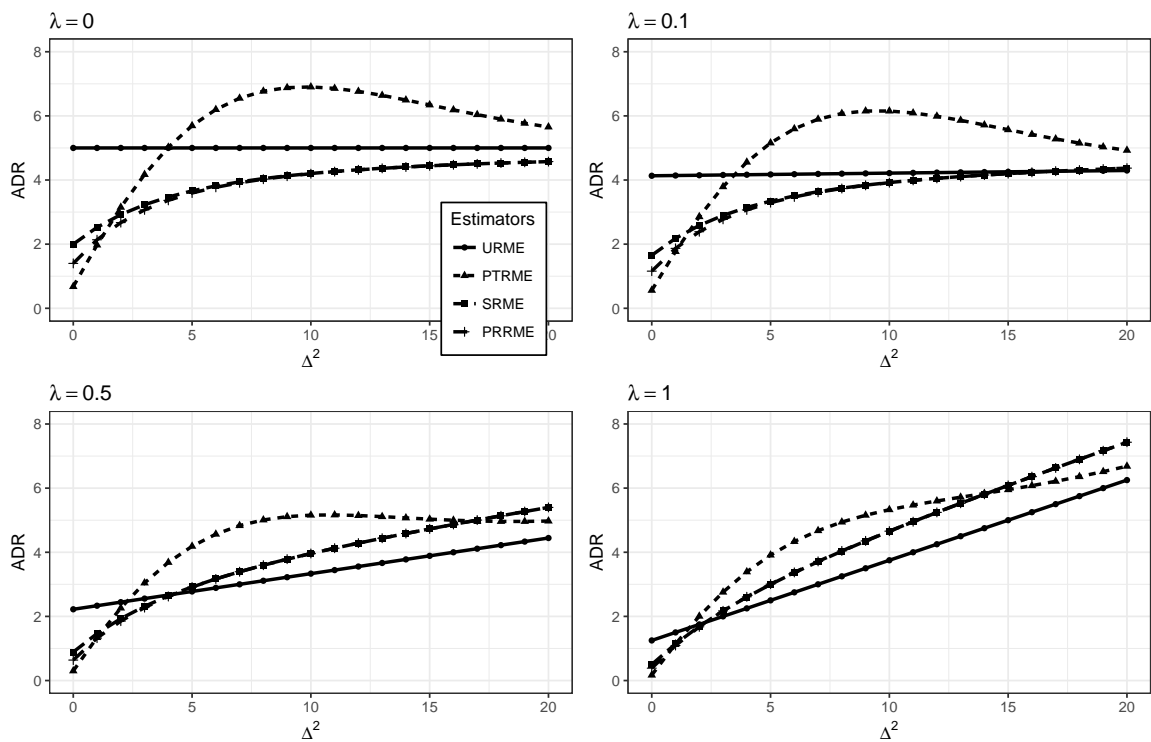 λ = 0
8
6
4
2
0
ADR
0 5 10 15 20
Δ²
Estimators
URME
PTRME
SRME
PRRME
λ = 0.1
8
6
4
2
0
ADR
0 5 10 15 20
Δ²
λ = 0.5
8
6
4
2
0
ADR
0 5 10 15 20
Δ²
λ = 1
8
6
4
2
0
ADR
0 5 10 15 20
Δ²